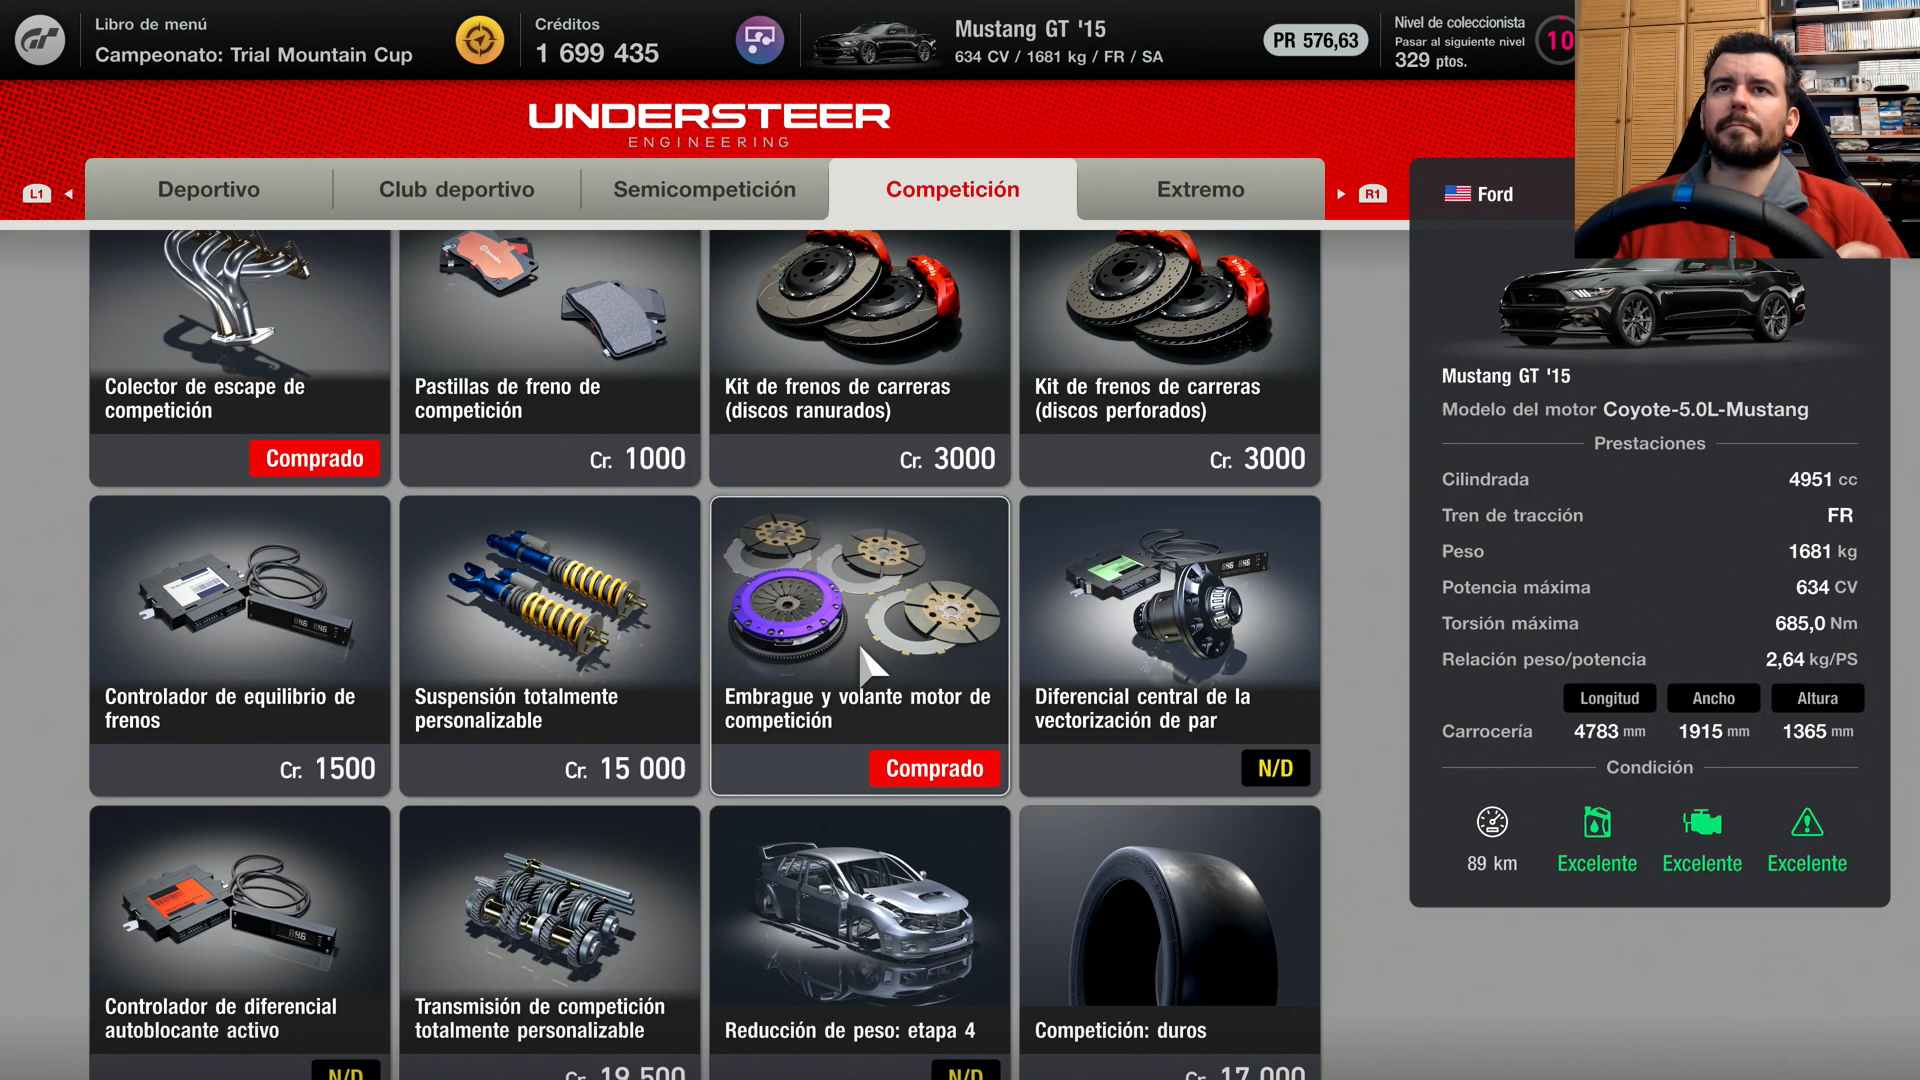 Libro de menú
Campeonato: Trial Mountain Cup
Créditos
1 699 435
Mustang GT '15
634 CV / 1681 kg / FR / SA
PR 576,63
Nivel de coleccionista
Pasar al siguiente nivel
329 ptos.
10
UNDERSTEER
ENGINEERING
L1
Deportivo
Club deportivo
Semicompetición
Competición
Extremo
R1
Colector de escape de
competición
Comprado
Pastillas de freno de
competición
Cr. 1000
Kit de frenos de carreras
(discos ranurados)
Cr. 3000
Kit de frenos de carreras
(discos perforados)
Cr. 3000
Controlador de equilibrio de
frenos
Cr. 1500
Suspensión totalmente
personalizable
Cr. 15 000
Embrague y volante motor de
competición
Comprado
Diferencial central de la
vectorización de par
N/D
Controlador de diferencial
autoblocante activo
N/D
Transmisión de competición
totalmente personalizable
Cr. 19 500
Reducción de peso: etapa 4
N/D
Competición: duros
Cr. 17 000
Ford
Mustang GT '15
Modelo del motor Coyote-5.0L-Mustang
Prestaciones
Cilindrada 4951 cc
Tren de tracción FR
Peso 1681 kg
Potencia máxima 634 CV
Torsión máxima 685,0 Nm
Relación peso/potencia 2,64 kg/PS
Longitud Ancho Altura
Carrocería 4783 mm 1915 mm 1365 mm
Condición
89 km Excelente Excelente Excelente